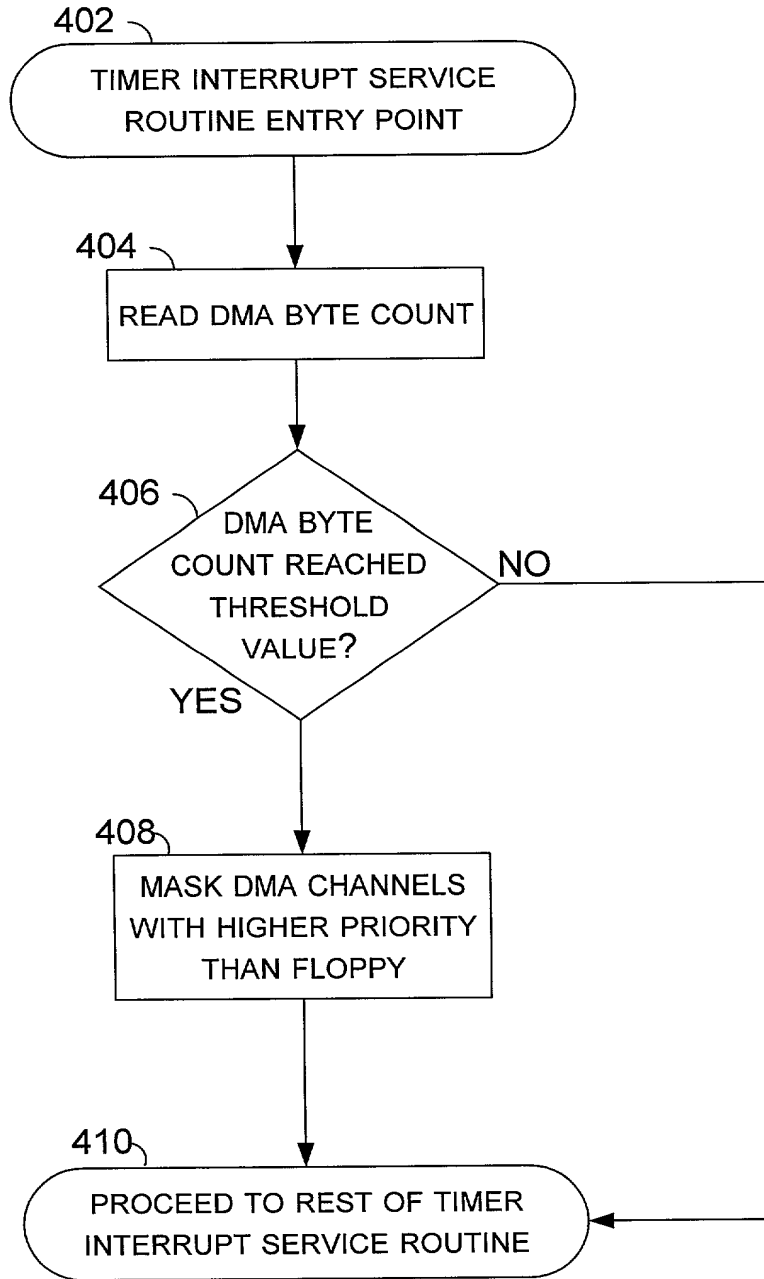 402
TIMER INTERRUPT SERVICE
ROUTINE ENTRY POINT
404
READ DMA BYTE COUNT
406
DMA BYTE
COUNT REACHED
THRESHOLD
VALUE?
NO
YES
408
MASK DMA CHANNELS
WITH HIGHER PRIORITY
THAN FLOPPY
410
PROCEED TO REST OF TIMER
INTERRUPT SERVICE ROUTINE